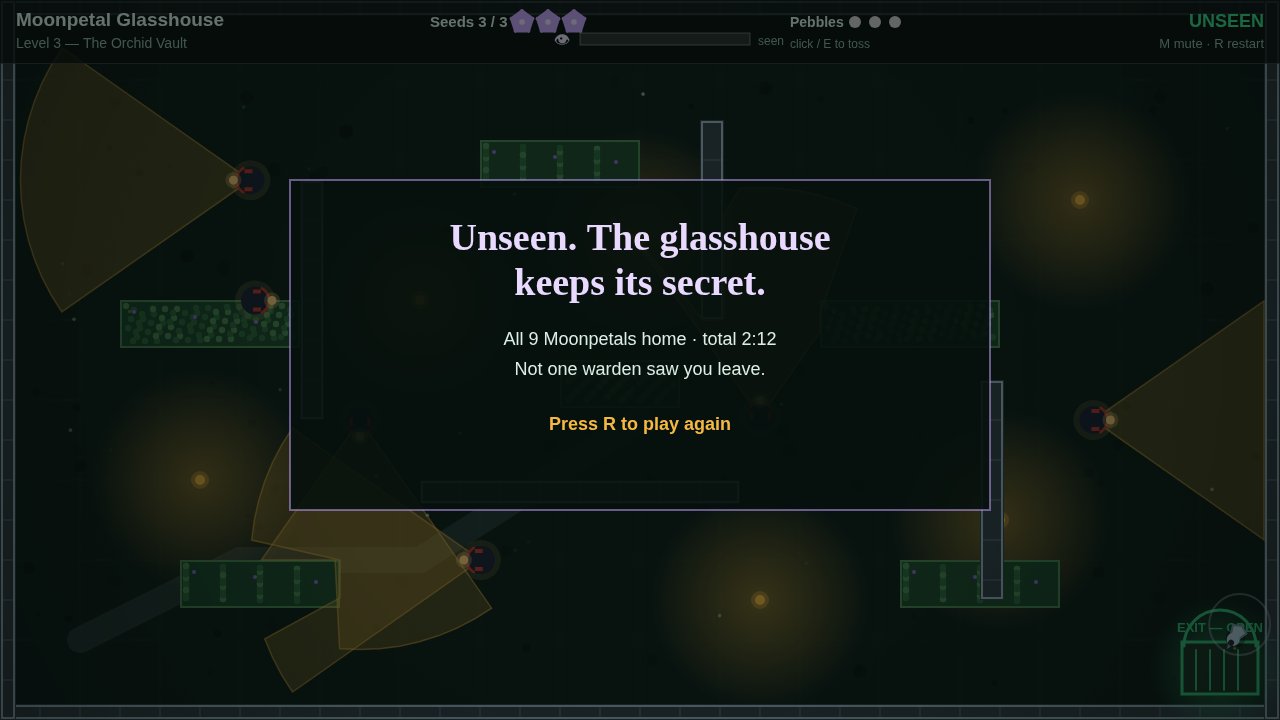 Moonpetal Glasshouse
Level 3 — The Orchid Vault
Seeds 3 / 3
seen
Pebbles
click / E to toss
UNSEEN
M mute · R restart
Unseen. The glasshouse
keeps its secret.
All 9 Moonpetals home · total 2:12
Not one warden saw you leave.
Press R to play again
EXIT — OPEN